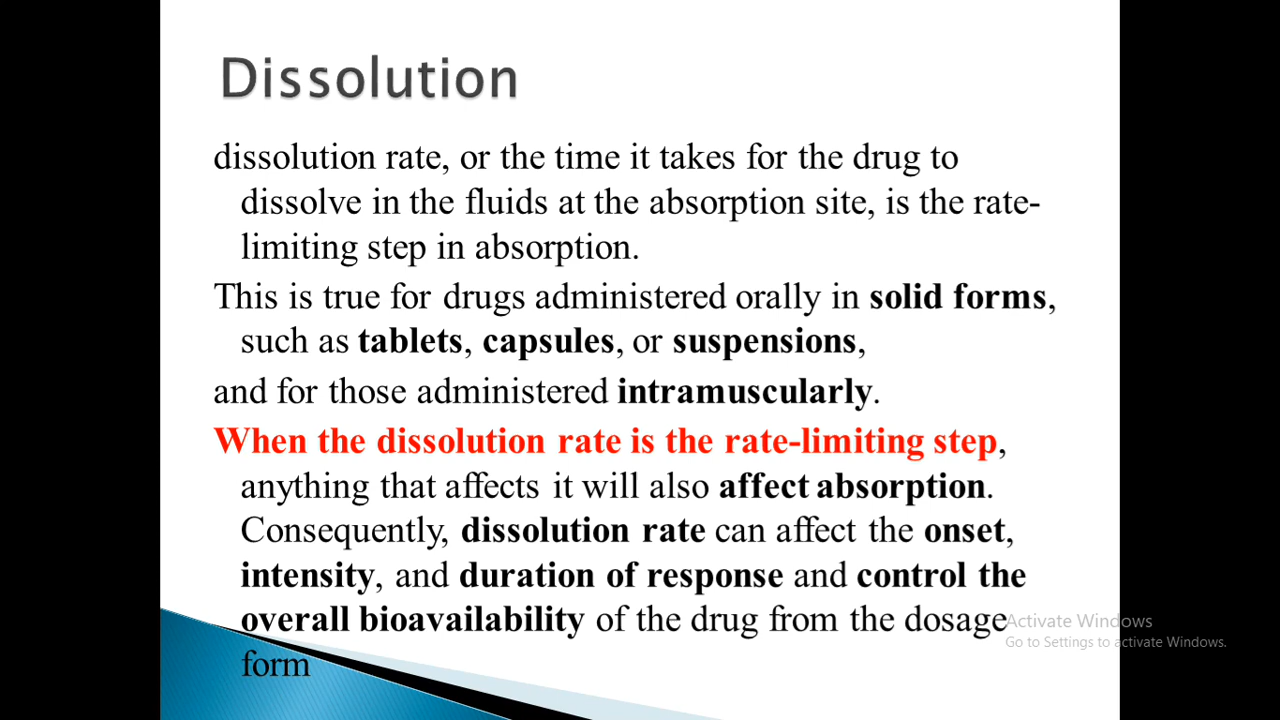 Dissolution
dissolution rate, or the time it takes for the drug to
dissolve in the fluids at the absorption site, is the rate-
limiting step in absorption.
This is true for drugs administered orally in solid forms,
such as tablets, capsules, or suspensions,
and for those administered intramuscularly.
When the dissolution rate is the rate-limiting step,
anything that affects it will also affect absorption.
Consequently, dissolution rate can affect the onset,
intensity, and duration of response and control the
overall bioavailability of the drug from the dosage
form
Activate Windows
Go to Settings to activate Windows.